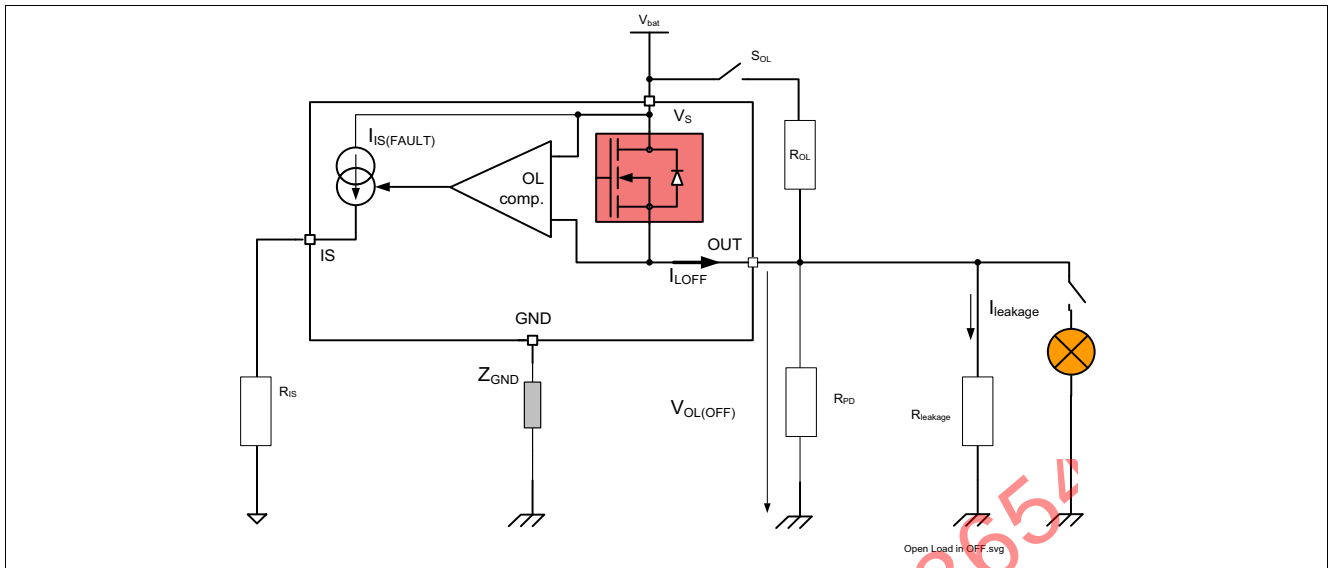 Vbat
SOL
VS
IIS(FAULT)
ROL
OL
comp.
OUT
IS
ILOFF
Ileakage
GND
ZGND
RIS
VOL(OFF)
RPD
Rleakage
Open Load in OFF.svg